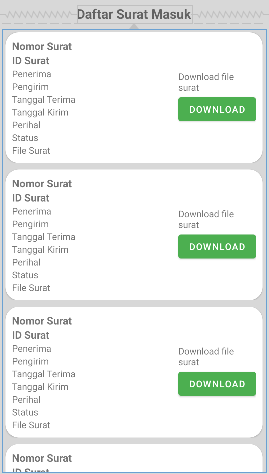 Daftar Surat Masuk
Nomor Surat
ID Surat
Penerima
Pengirim
Tanggal Terima
Tanggal Kirim
Perihal
Status
File Surat
Download file
surat
DOWNLOAD
Nomor Surat
ID Surat
Penerima
Pengirim
Tanggal Terima
Tanggal Kirim
Perihal
Status
File Surat
Download file
surat
DOWNLOAD
Nomor Surat
ID Surat
Penerima
Pengirim
Tanggal Terima
Tanggal Kirim
Perihal
Status
File Surat
Download file
surat
DOWNLOAD
Nomor Surat
ID Surat